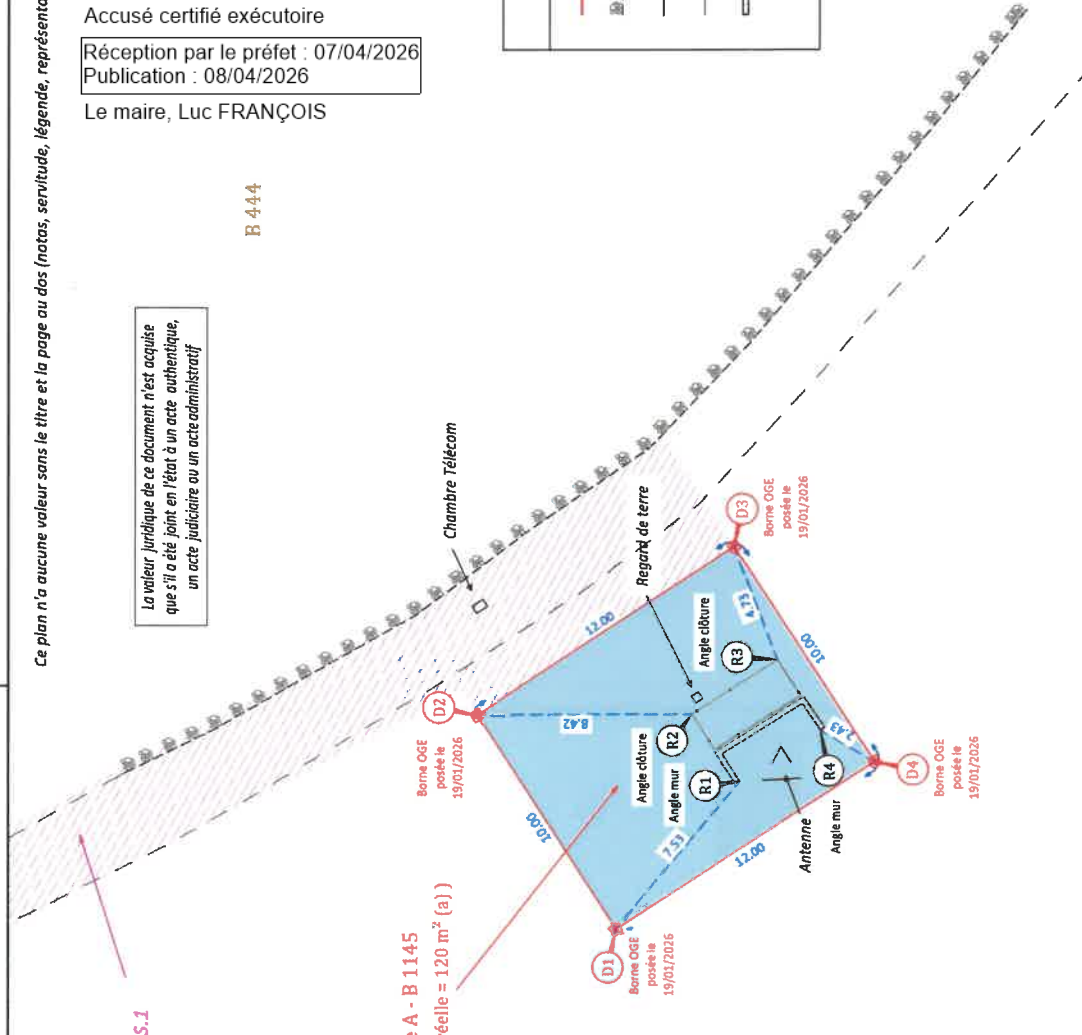 Ce plan n'a aucune valeur sans le titre et la page au dos (notas, servitude, légende,
Accusé certifié exécutoire
Réception par le préfet : 07/04/2026
Publication : 08/04/2026
Le maire, Luc FRANÇOIS
B 444
La valeur juridique de ce document n'est acquise
que s'il a été joint en l'état à un acte authentique,
un acte judiciaire ou un acte administratif
Chambre Télécom
Regard de terre
D2
Borne OGE
posée le
19/01/2026
D3
Borne OGE
posée le
19/01/2026
12.00
8.42
4.73
10.00
Angle clôture
R3
Angle clôture
R2
Angle mur
R1
10.00
7.53
12.00
2.43
R4
Angle mur
Antenne
D4
Borne OGE
posée le
19/01/2026
D1
Borne OGE
posée le
19/01/2026
S.1
A - B 1145
= 120 m² (a) )